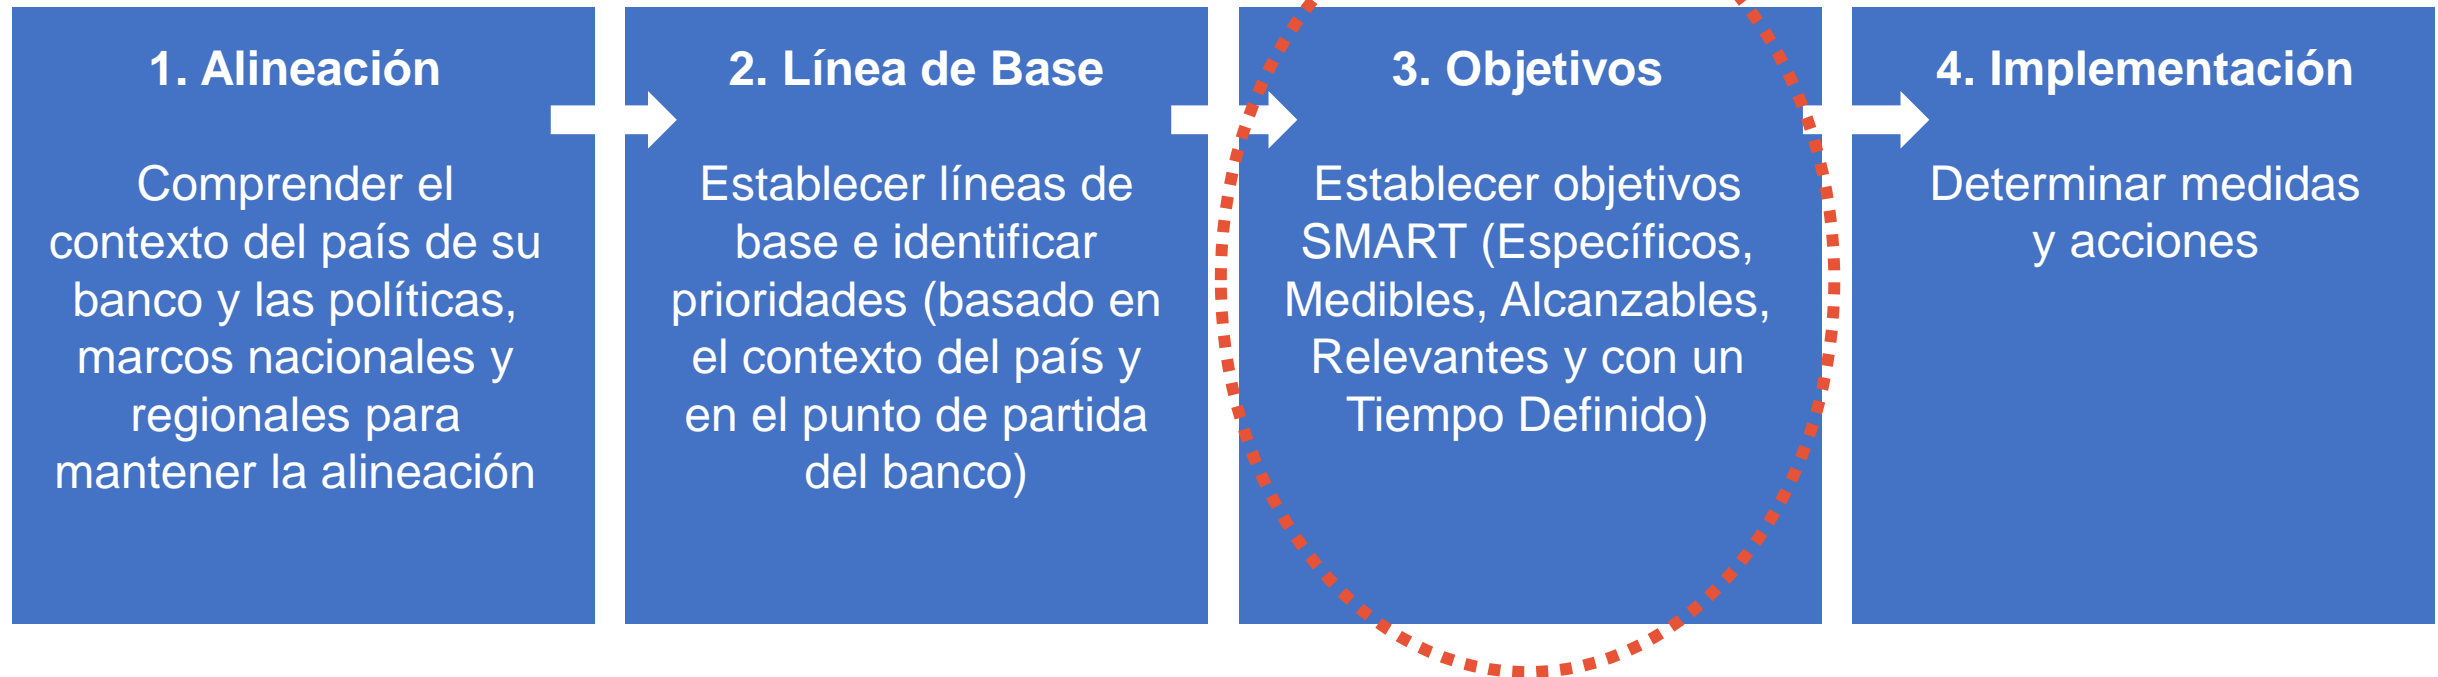 1. Alineación
Comprender el
contexto del país de su
banco y las políticas,
marcos nacionales y
regionales para
mantener la alineación
2. Línea de Base
Establecer líneas de
base e identificar
prioridades (basado en
el contexto del país y
en el punto de partida
del banco)
3. Objetivos
Establecer objetivos
SMART (Específicos,
Medibles, Alcanzables,
Relevantes y con un
Tiempo Definido)
4. Implementación
Determinar medidas
y acciones